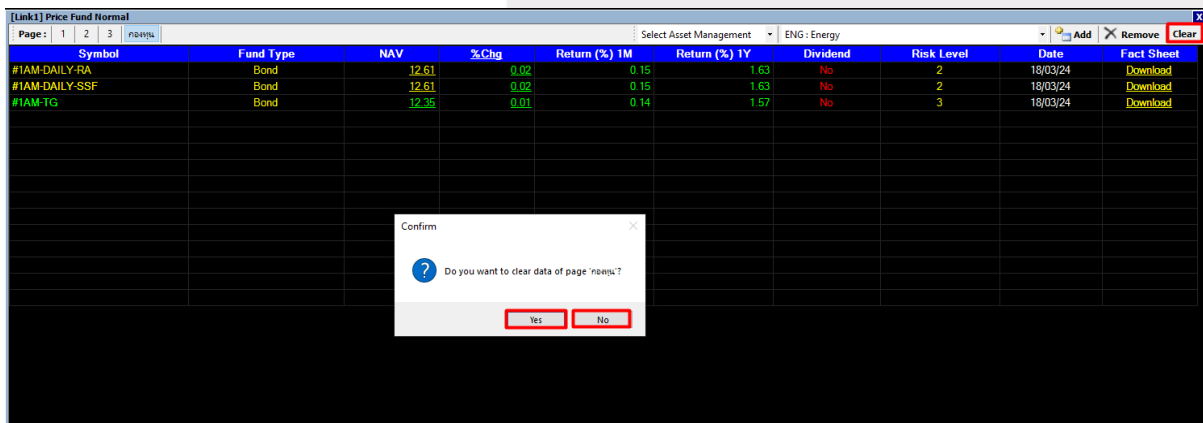 [Link1] Price Fund Normal X
Page : 1 2 3 กองทุน Select Asset Management ENG : Energy Add Remove Clear
Symbol Fund Type NAV %Chg Return (%) 1M Return (%) 1Y Dividend Risk Level Date Fact Sheet
#1AM-DAILY-RA Bond 12.61 0.02 0.15 1.63 No 2 18/03/24 Download
#1AM-DAILY-SSF Bond 12.61 0.02 0.15 1.63 No 2 18/03/24 Download
#1AM-TG Bond 12.35 0.01 0.14 1.57 No 3 18/03/24 Download
Confirm
Do you want to clear data of page 'กองทุน'?
Yes No